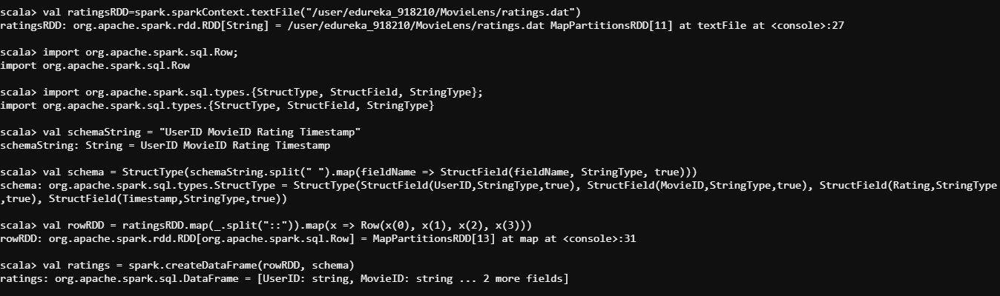 scala> val ratingsRDD=spark.sparkContext.textFile("/user/edureka_918210/MovieLens/ratings.dat")
ratingsRDD: org.apache.spark.rdd.RDD[String] = /user/edureka_918210/MovieLens/ratings.dat MapPartitionsRDD[11] at textFile at <console>:27
scala> import org.apache.spark.sql.Row;
import org.apache.spark.sql.Row
scala> import org.apache.spark.sql.types.{StructType, StructField, StringType};
import org.apache.spark.sql.types.{StructType, StructField, StringType}
scala> val schemaString = "UserID MovieID Rating Timestamp"
schemaString: String = UserID MovieID Rating Timestamp
scala> val schema = StructType(schemaString.split(" ").map(fieldName => StructField(fieldName, StringType, true)))
schema: org.apache.spark.sql.types.StructType = StructType(StructField(UserID,StringType,true), StructField(MovieID,StringType,true), StructField(Rating,StringType
,true), StructField(Timestamp,StringType,true))
scala> val rowRDD = ratingsRDD.map(_.split("::")).map(x => Row(x(0), x(1), x(2), x(3)))
rowRDD: org.apache.spark.rdd.RDD[org.apache.spark.sql.Row] = MapPartitionsRDD[13] at map at <console>:31
scala> val ratings = spark.createDataFrame(rowRDD, schema)
ratings: org.apache.spark.sql.DataFrame = [UserID: string, MovieID: string ... 2 more fields]